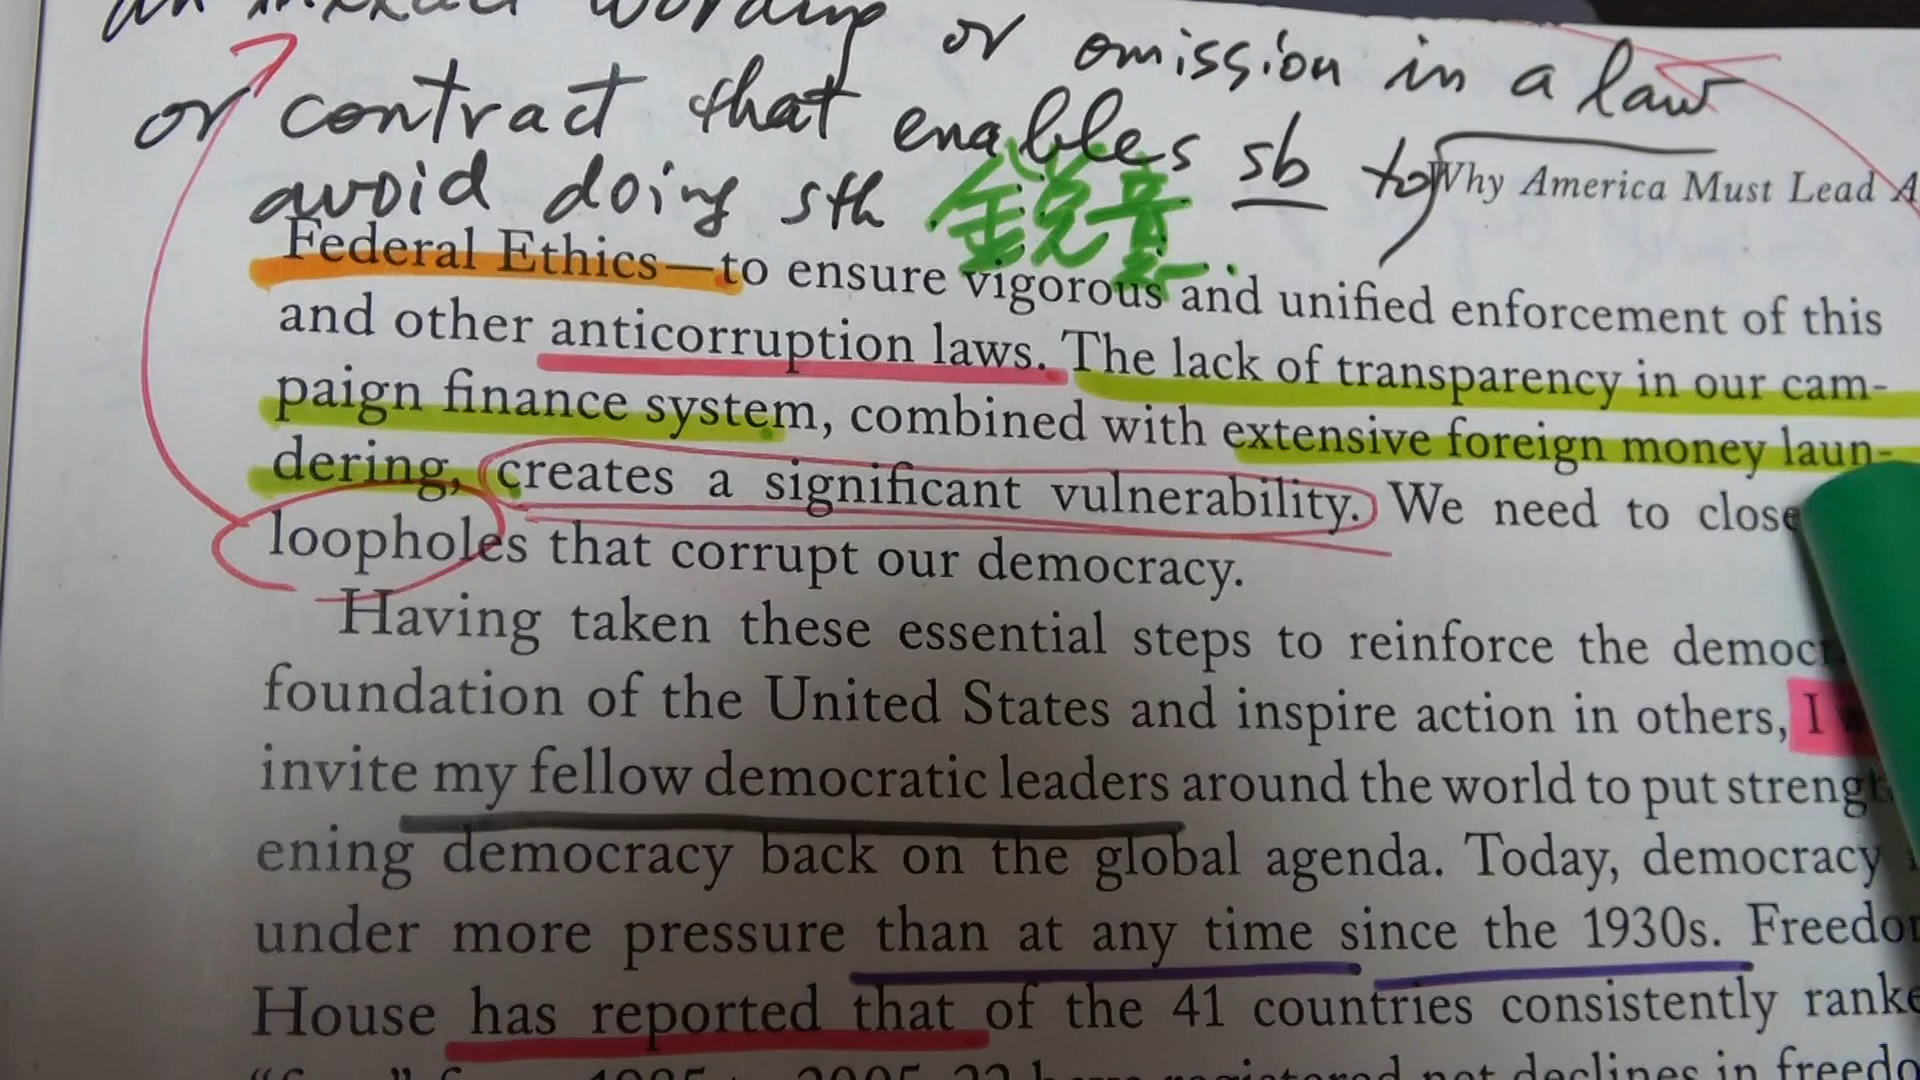 an inexact wording or omission in a law
or contract that enables sb to
avoid doing sth
Why America Must Lead A
Federal Ethics—to ensure vigorous and unified enforcement of this
and other anticorruption laws. The lack of transparency in our cam-
paign finance system, combined with extensive foreign money laun-
dering, creates a significant vulnerability. We need to close
loopholes that corrupt our democracy.
Having taken these essential steps to reinforce the democr
foundation of the United States and inspire action in others, I
invite my fellow democratic leaders around the world to put strengt
ening democracy back on the global agenda. Today, democracy
under more pressure than at any time since the 1930s. Freedom
House has reported that of the 41 countries consistently ranke